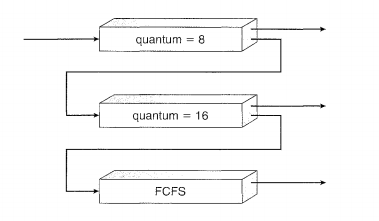 quantum = 8
quantum = 16
FCFS